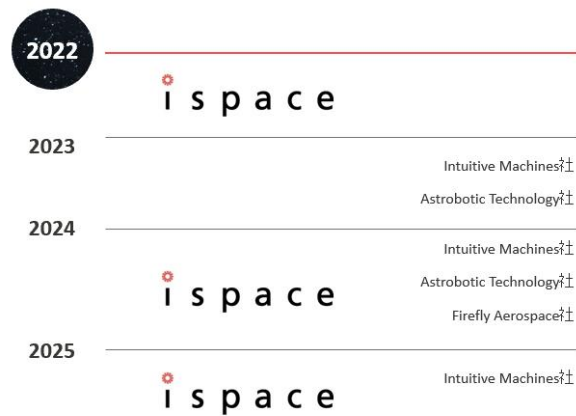 2022
ispace
2023
Intuitive Machines社
Astrobotic Technology社
2024
Intuitive Machines社
Astrobotic Technology社
ispace
Firefly Aerospace社
2025
Intuitive Machines社
ispace